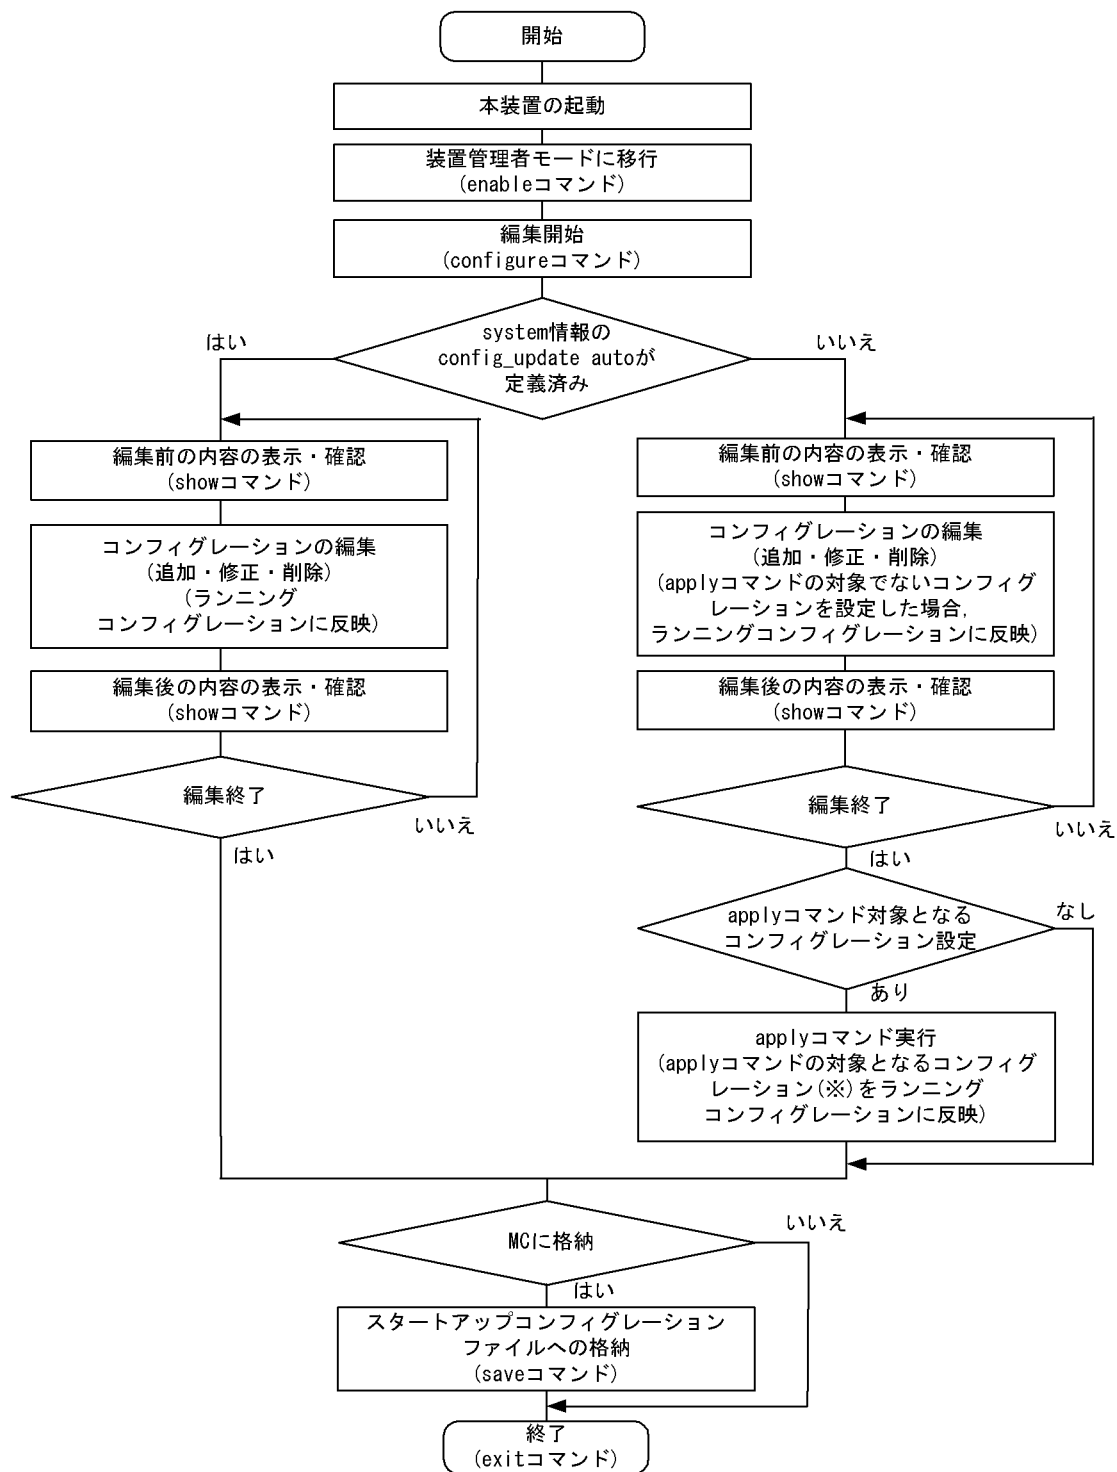 開始
本装置の起動
装置管理者モードに移行
(enableコマンド)
編集開始
(configureコマンド)
system情報の
config_update autoが
定義済み
はい
いいえ
編集前の内容の表示・確認
(showコマンド)
コンフィグレーションの編集
(追加・修正・削除)
(ランニング
コンフィグレーションに反映)
編集後の内容の表示・確認
(showコマンド)
編集終了
いいえ
はい
編集前の内容の表示・確認
(showコマンド)
コンフィグレーションの編集
(追加・修正・削除)
(applyコマンドの対象でないコンフィグ
レーションを設定した場合,
ランニングコンフィグレーションに反映)
編集後の内容の表示・確認
(showコマンド)
編集終了
いいえ
はい
applyコマンド対象となる
コンフィグレーション設定
なし
あり
applyコマンド実行
(applyコマンドの対象となるコンフィグ
レーション(※)をランニング
コンフィグレーションに反映)
MCに格納
いいえ
はい
スタートアップコンフィグレーション
ファイルへの格納
(saveコマンド)
終了
(exitコマンド)